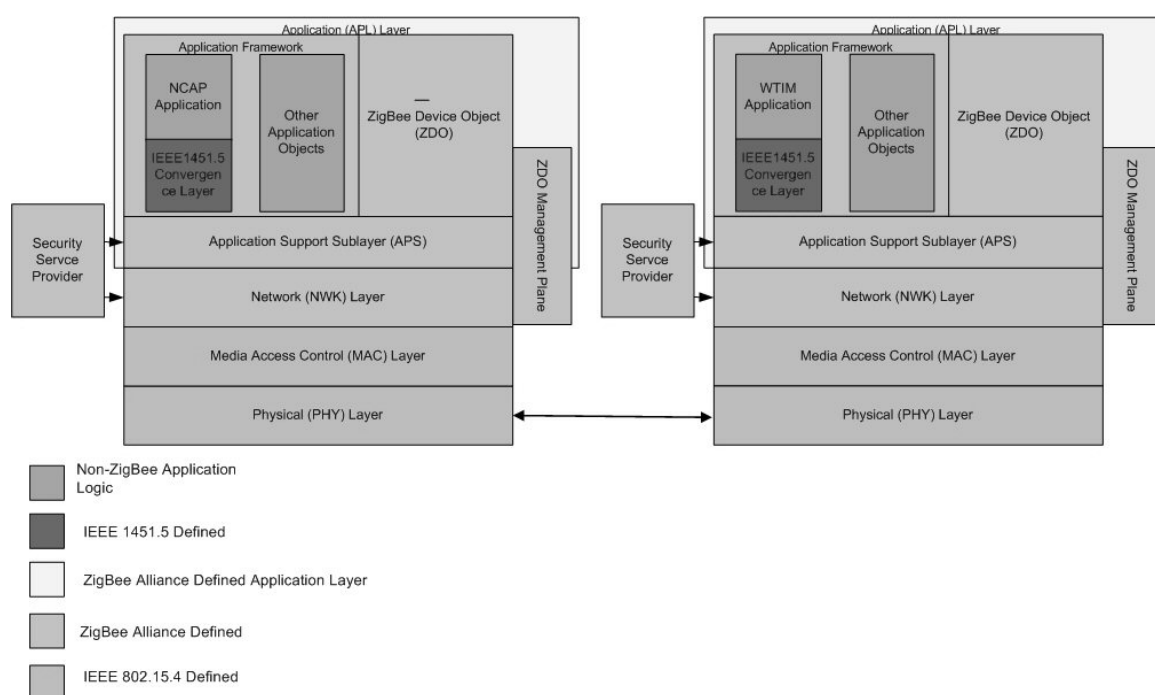 Application (APL) Layer
Application Framework
NCAP
Application
IEEE1451.5
Convergen
ce Layer
Other
Application
Objects
ZigBee Device Object
(ZDO)
ZDO Management Plane
Security
Servce
Provider
Application Support Sublayer (APS)
Network (NWK) Layer
Media Access Control (MAC) Layer
Physical (PHY) Layer
Application (APL) Layer
Application Framework
WTIM
Application
IEEE1451.5
Convergen
ce Layer
Other
Application
Objects
ZigBee Device Object
(ZDO)
ZDO Management Plane
Security
Servce
Provider
Application Support Sublayer (APS)
Network (NWK) Layer
Media Access Control (MAC) Layer
Physical (PHY) Layer
Non-ZigBee Application
Logic
IEEE 1451.5 Defined
ZigBee Alliance Defined Application Layer
ZigBee Alliance Defined
IEEE 802.15.4 Defined